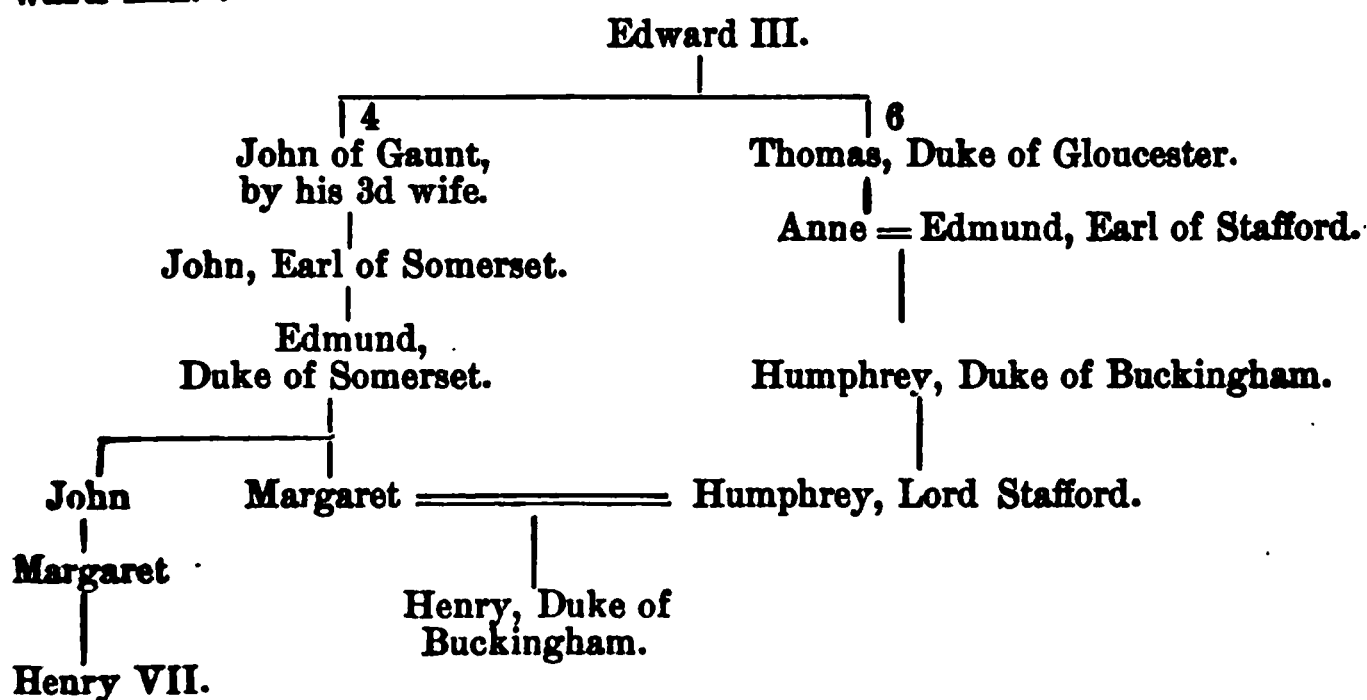 Edward III.
4 6
John of Gaunt, Thomas, Duke of Gloucester.
by his 3d wife.
Anne = Edmund, Earl of Stafford.
John, Earl of Somerset.
Edmund,
Duke of Somerset. Humphrey, Duke of Buckingham.
John Margaret = Humphrey, Lord Stafford.
Margaret
Henry, Duke of
Buckingham.
Henry VII.